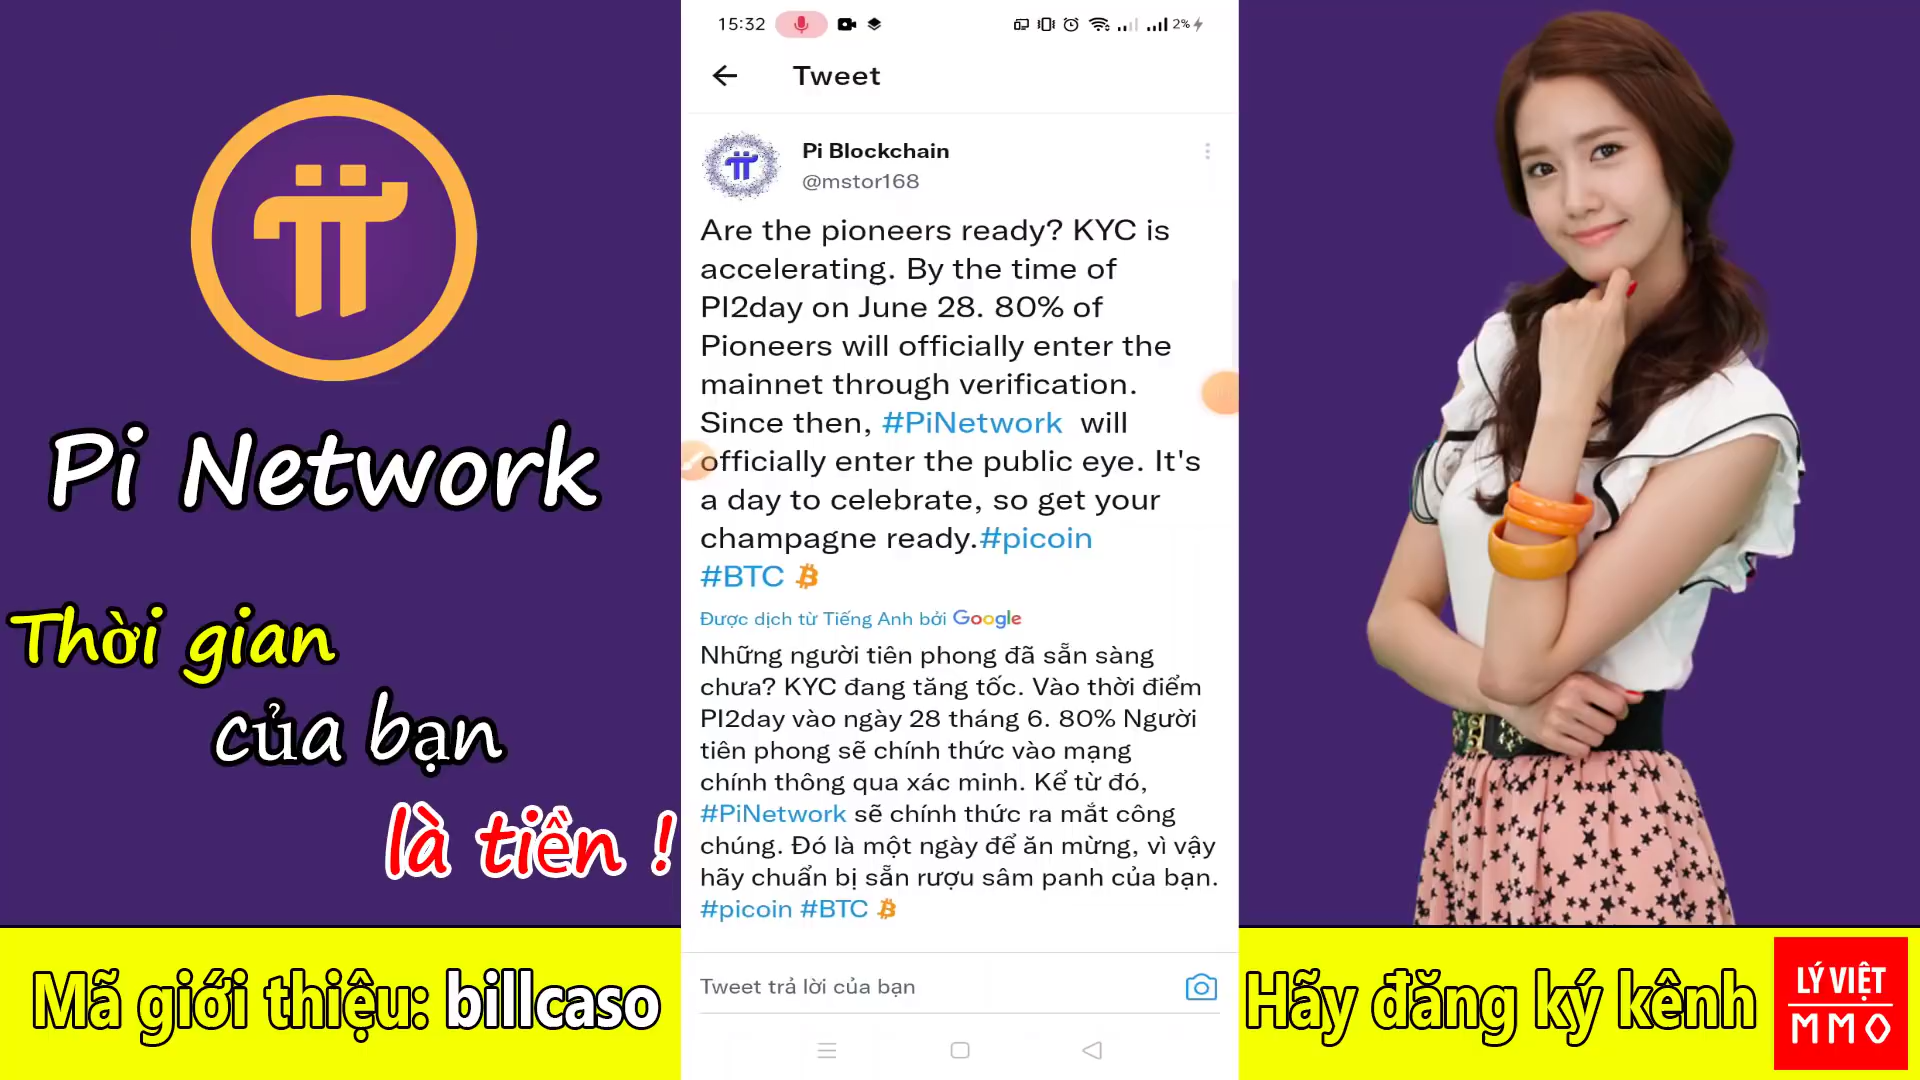 Pi Network
Thời gian
của bạn
là tiền !
Mã giới thiệu: billcaso
15:32
2%
Tweet
Pi Blockchain
@mstor168
Are the pioneers ready? KYC is
accelerating. By the time of
PI2day on June 28. 80% of
Pioneers will officially enter the
mainnet through verification.
Since then, #PiNetwork will
officially enter the public eye. It's
a day to celebrate, so get your
champagne ready.#picoin
#BTC
Được dịch từ Tiếng Anh bởi Google
Những người tiên phong đã sẵn sàng
chưa? KYC đang tăng tốc. Vào thời điểm
PI2day vào ngày 28 tháng 6. 80% Người
tiên phong sẽ chính thức vào mạng
chính thông qua xác minh. Kể từ đó,
#PiNetwork sẽ chính thức ra mắt công
chúng. Đó là một ngày để ăn mừng, vì vậy
hãy chuẩn bị sẵn rượu sâm panh của bạn.
#picoin #BTC
Tweet trả lời của bạn
Hãy đăng ký kênh
LÝ VIỆT
MMO